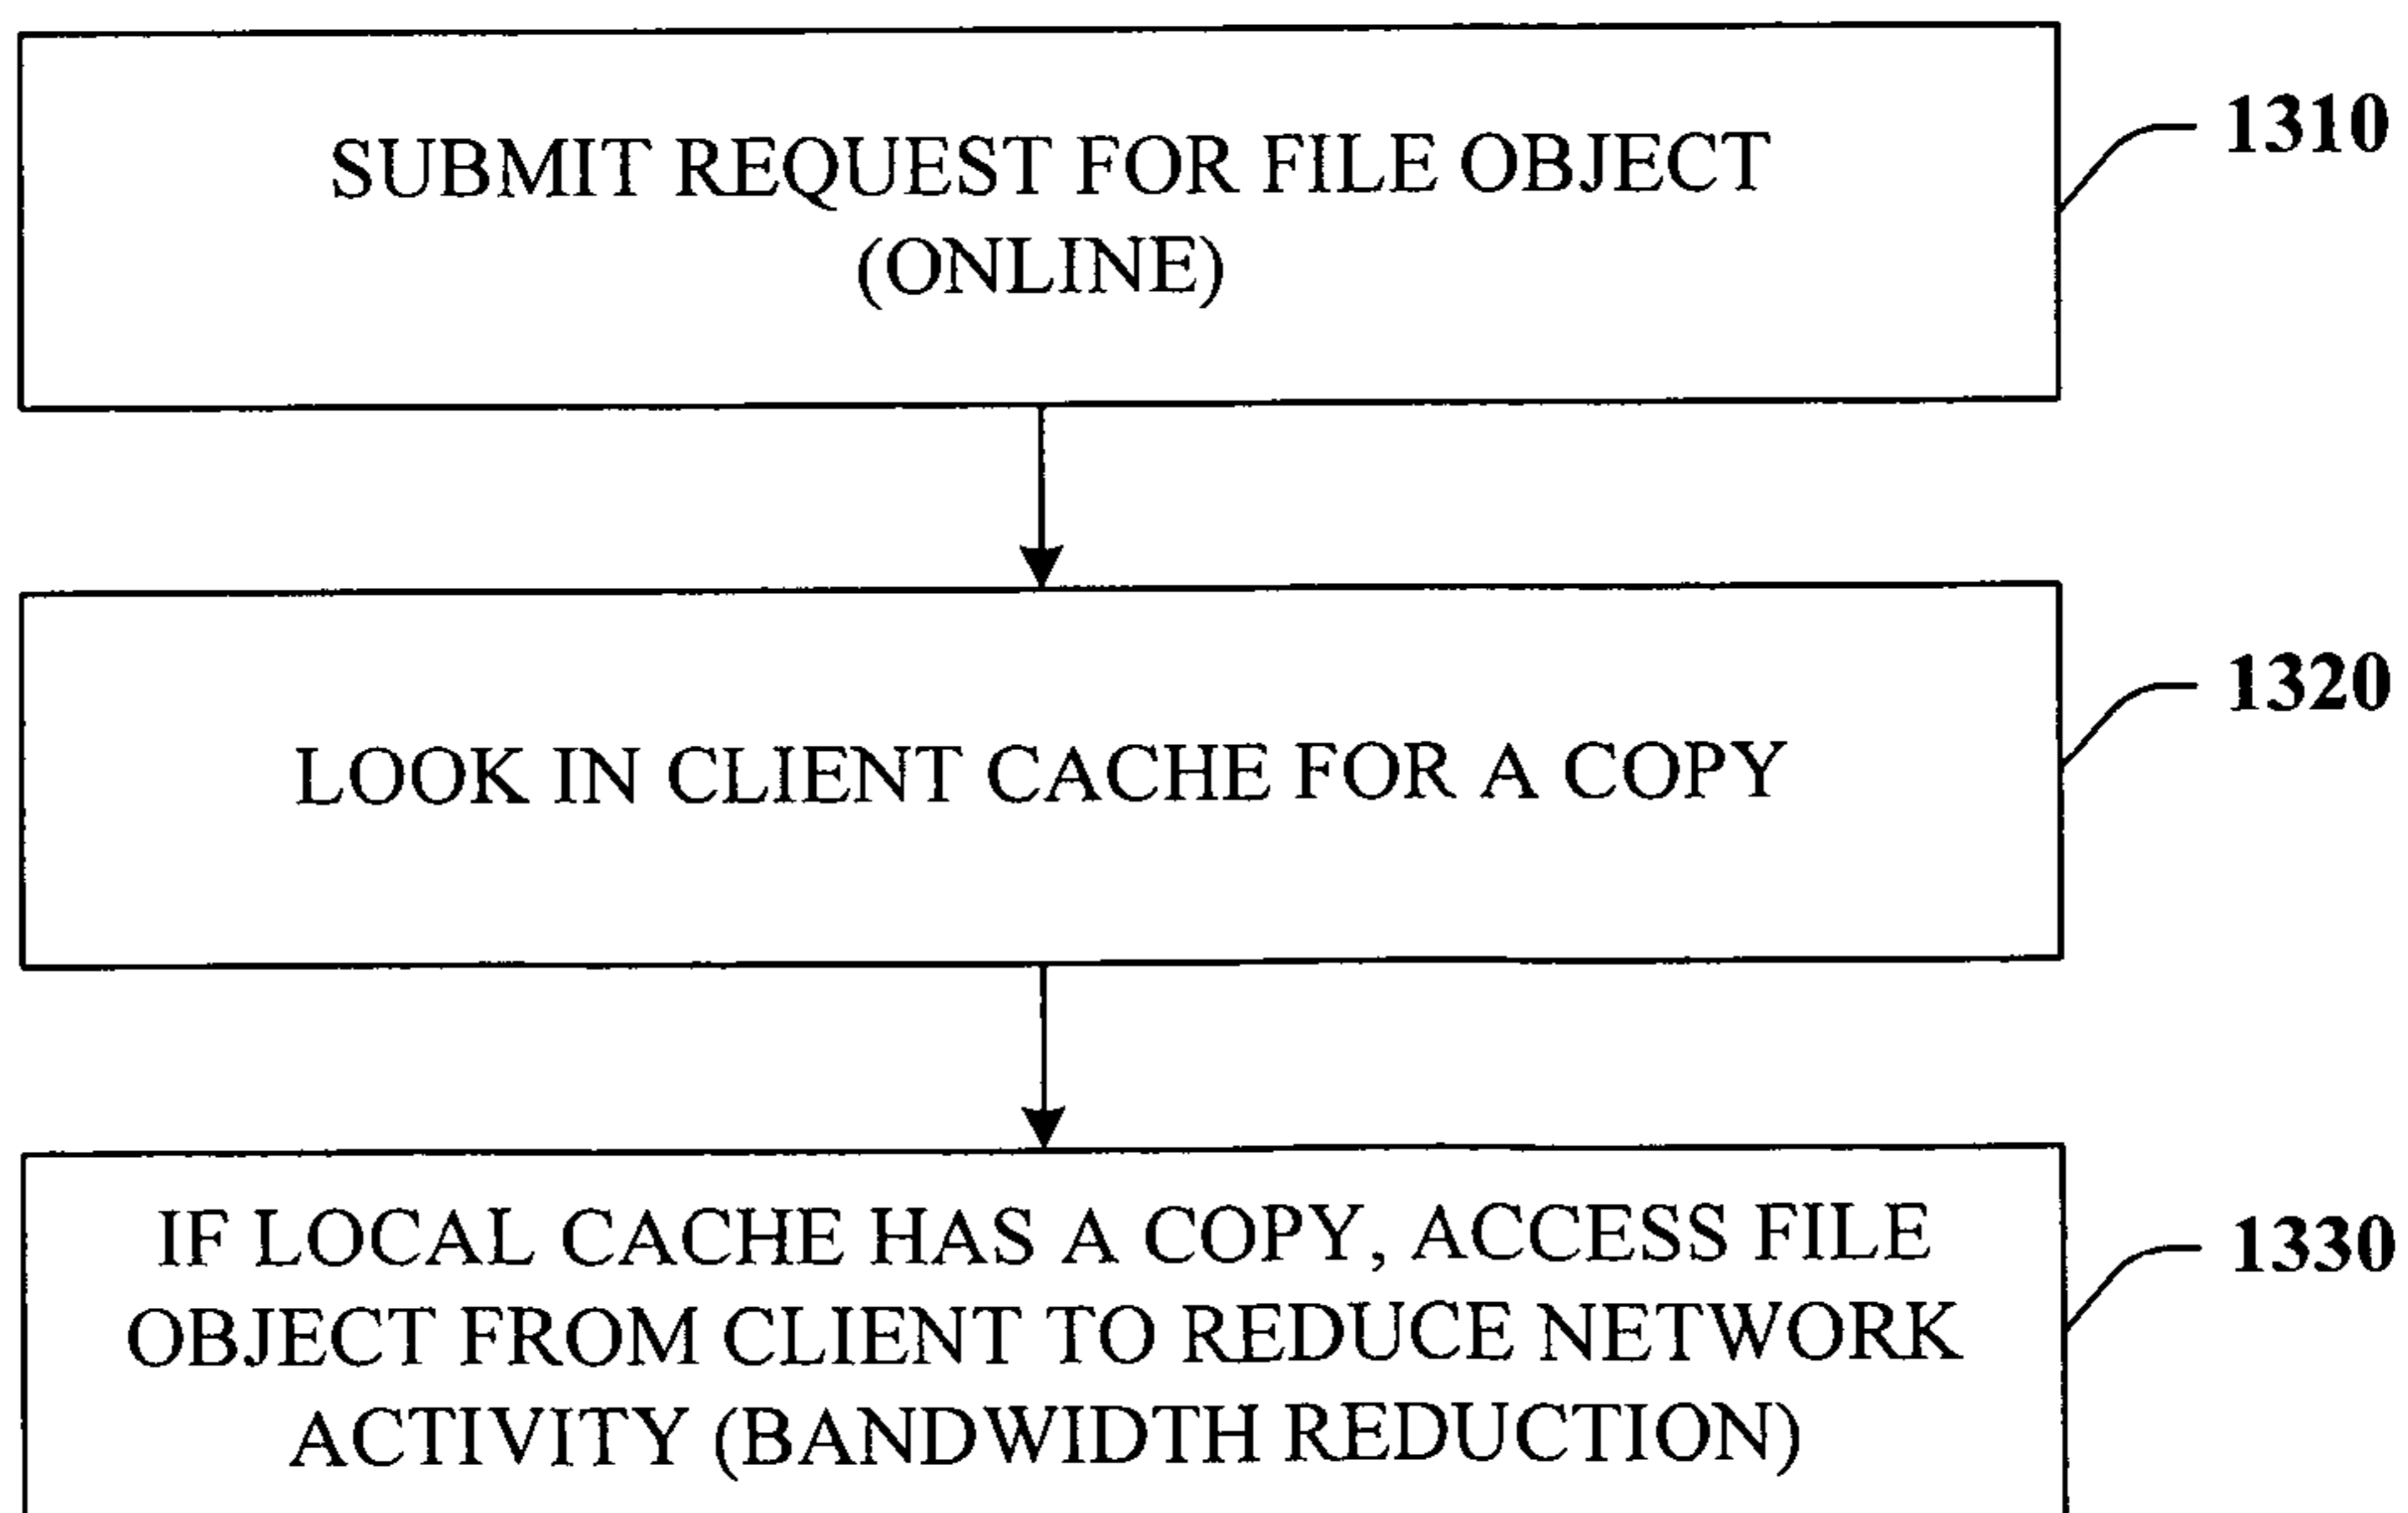 SUBMIT REQUEST FOR FILE OBJECT
(ONLINE)
1310
LOOK IN CLIENT CACHE FOR A COPY
1320
IF LOCAL CACHE HAS A COPY, ACCESS FILE
OBJECT FROM CLIENT TO REDUCE NETWORK
ACTIVITY (BANDWIDTH REDUCTION)
1330